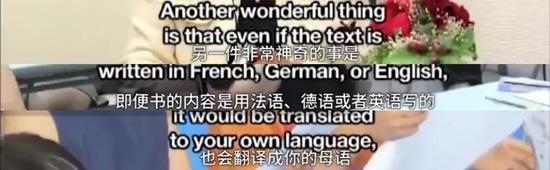 Another wonderful thing
is that even if the text is
另一件非常神奇的事是
written in French, German, or English,
即便书的内容是用法语、德语或者英语写的
it would be translated
to your own language,
也会翻译成你的母语